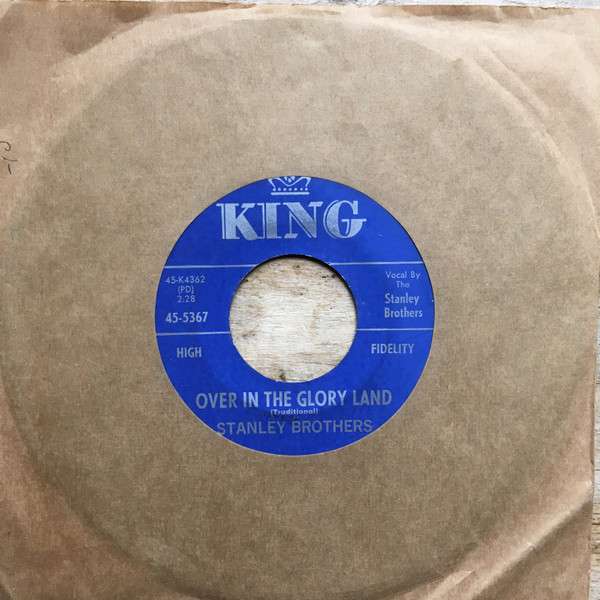 KING
45-K4362
(PD)
2:28
45-5367
Vocal By
The
Stanley
Brothers
HIGH
FIDELITY
OVER IN THE GLORY LAND
(Traditional)
STANLEY BROTHERS